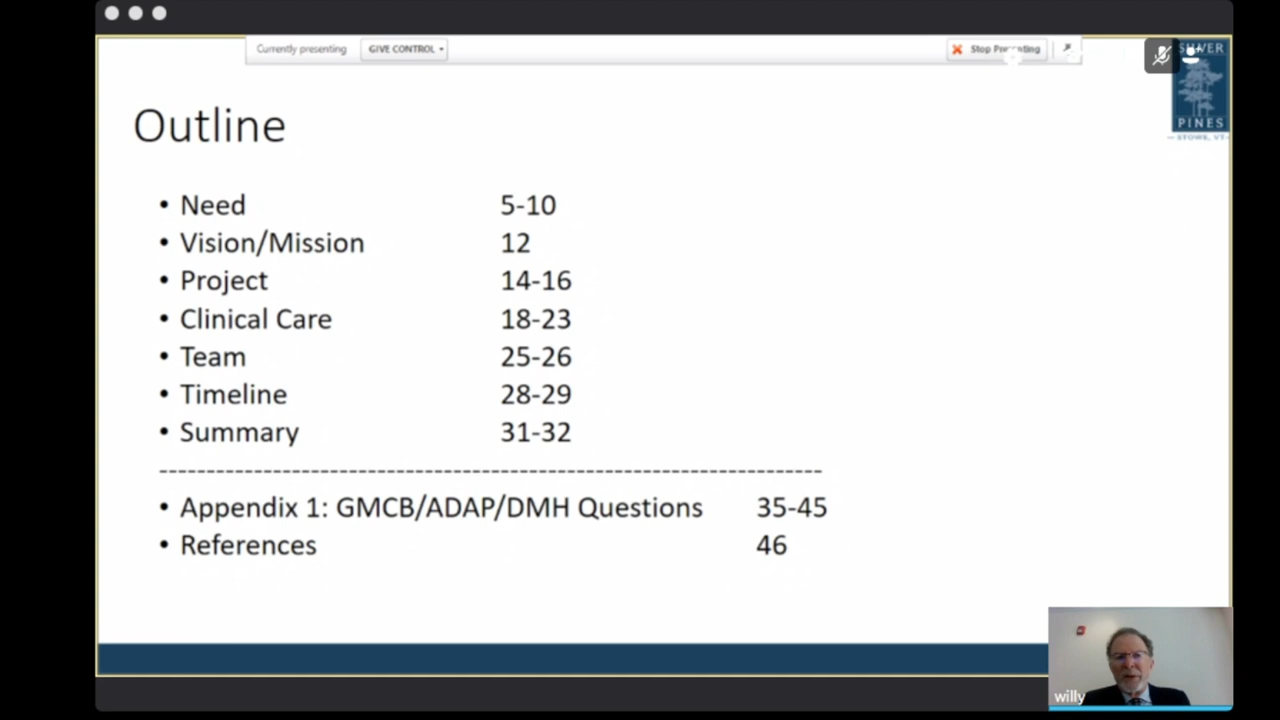 Currently presenting GIVE CONTROL Stop Presenting
SILVER
PINES
— STOWE, VT —
Outline
• Need 5-10
• Vision/Mission 12
• Project 14-16
• Clinical Care 18-23
• Team 25-26
• Timeline 28-29
• Summary 31-32
--------------------------------------------------------------------
• Appendix 1: GMCB/ADAP/DMH Questions 35-45
• References 46
willy